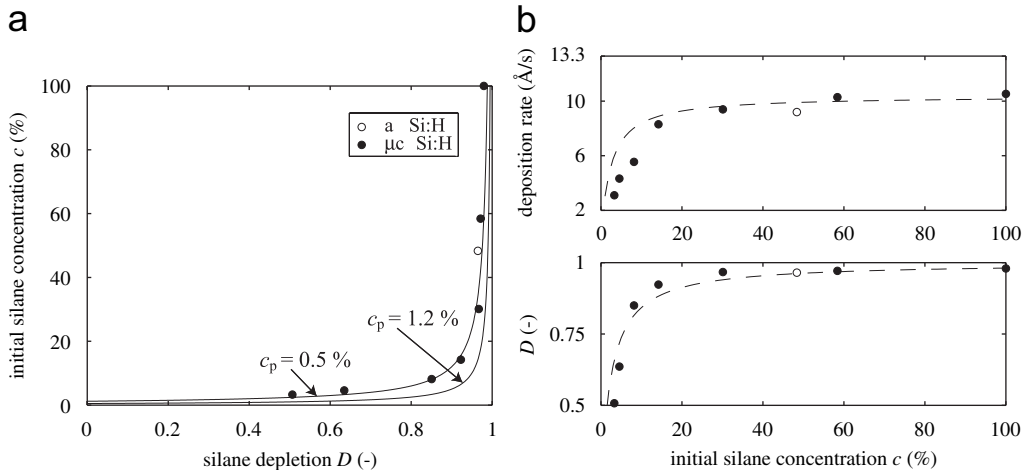 a
initial silane concentration c (%)
100
80
60
40
20
0
a Si:H
µc Si:H
cp = 1.2 %
cp = 0.5 %
0 0.2 0.4 0.6 0.8 1
silane depletion D (-)
b
deposition rate (Å/s)
13.3
10
6
2
0 20 40 60 80 100
D (-)
1
0.75
0.5
0 20 40 60 80 100
initial silane concentration c (%)